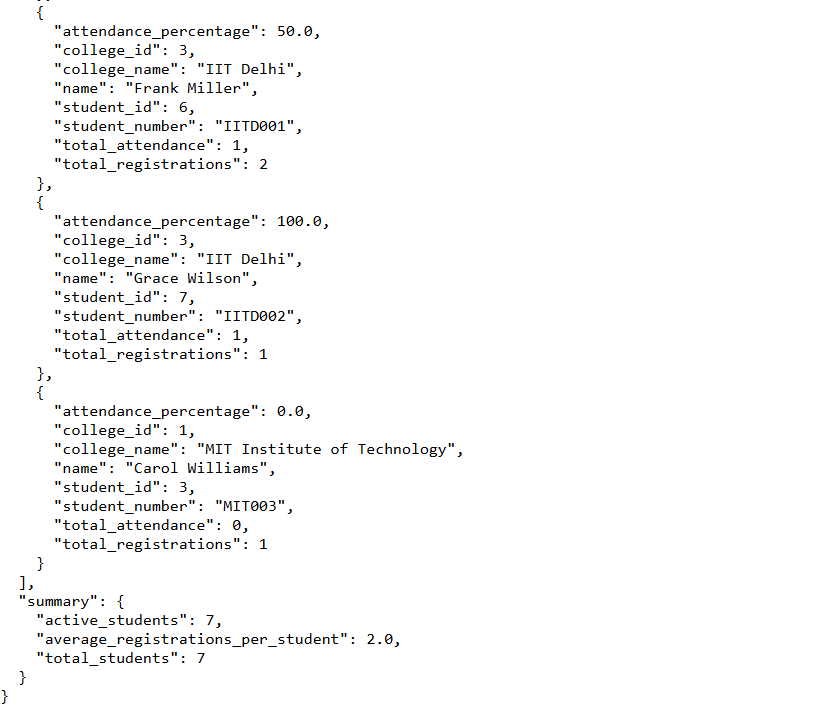 {
      "attendance_percentage": 50.0,
      "college_id": 3,
      "college_name": "IIT Delhi",
      "name": "Frank Miller",
      "student_id": 6,
      "student_number": "IITD001",
      "total_attendance": 1,
      "total_registrations": 2
    },
    {
      "attendance_percentage": 100.0,
      "college_id": 3,
      "college_name": "IIT Delhi",
      "name": "Grace Wilson",
      "student_id": 7,
      "student_number": "IITD002",
      "total_attendance": 1,
      "total_registrations": 1
    },
    {
      "attendance_percentage": 0.0,
      "college_id": 1,
      "college_name": "MIT Institute of Technology",
      "name": "Carol Williams",
      "student_id": 3,
      "student_number": "MIT003",
      "total_attendance": 0,
      "total_registrations": 1
    }
  ],
  "summary": {
    "active_students": 7,
    "average_registrations_per_student": 2.0,
    "total_students": 7
  }
}